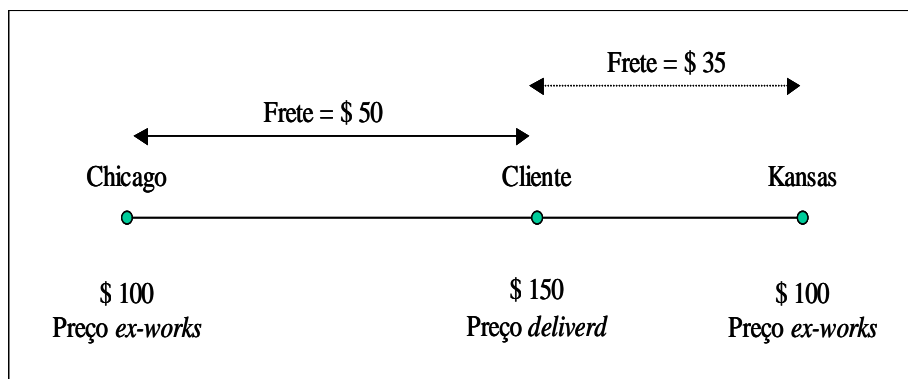 Frete = $ 35
Frete = $ 50
Chicago
Cliente
Kansas
$ 100
Preço ex-works
$ 150
Preço deliverd
$ 100
Preço ex-works